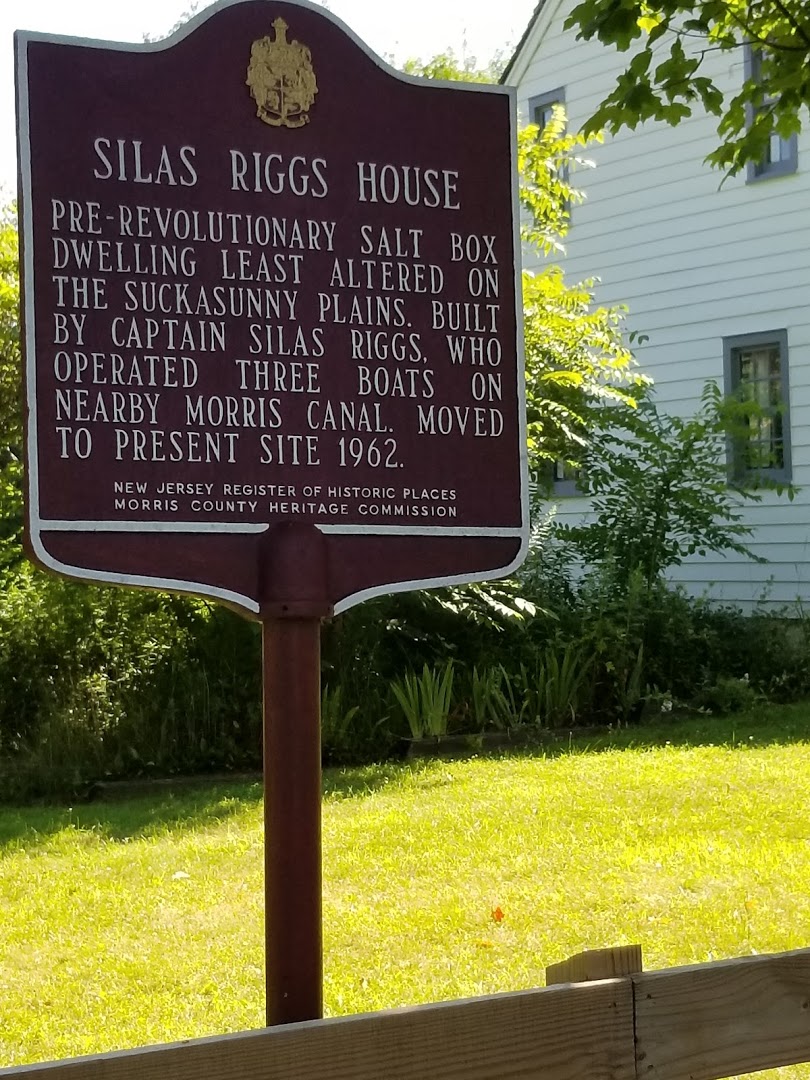 SILAS RIGGS HOUSE
PRE-REVOLUTIONARY SALT BOX
DWELLING LEAST ALTERED ON
THE SUCKASUNNY PLAINS. BUILT
BY CAPTAIN SILAS RIGGS, WHO
OPERATED THREE BOATS ON
NEARBY MORRIS CANAL. MOVED
TO PRESENT SITE 1962.
NEW JERSEY REGISTER OF HISTORIC PLACES
MORRIS COUNTY HERITAGE COMMISSION